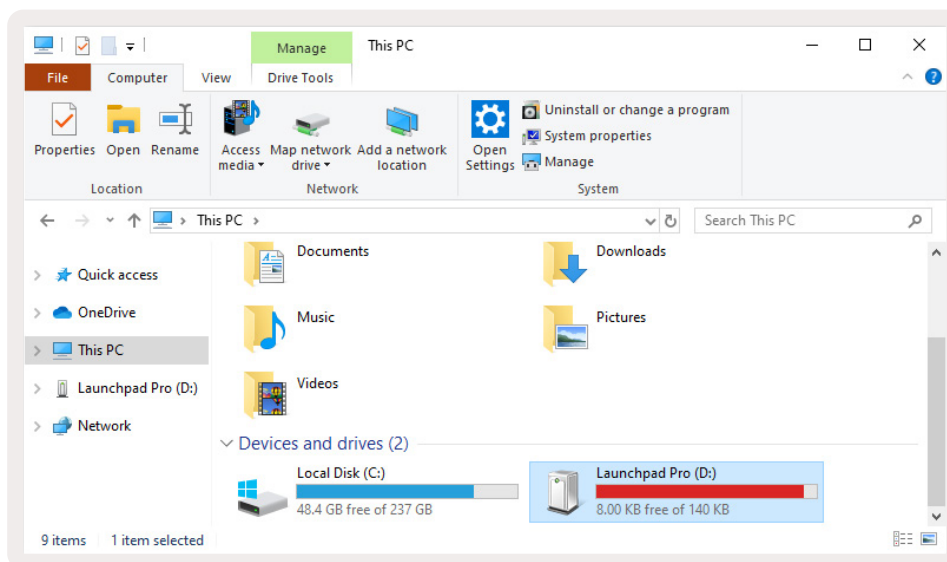 Manage This PC
File Computer View Drive Tools
Properties Open Rename
Location
Access media Map network drive Add a network location
Network
Open Settings
Uninstall or change a program
System properties
Manage
System
This PC
Search This PC
Quick access
OneDrive
This PC
Launchpad Pro (D:)
Network
Documents Downloads
Music Pictures
Videos
Devices and drives (2)
Local Disk (C:)
48.4 GB free of 237 GB
Launchpad Pro (D:)
8.00 KB free of 140 KB
9 items 1 item selected